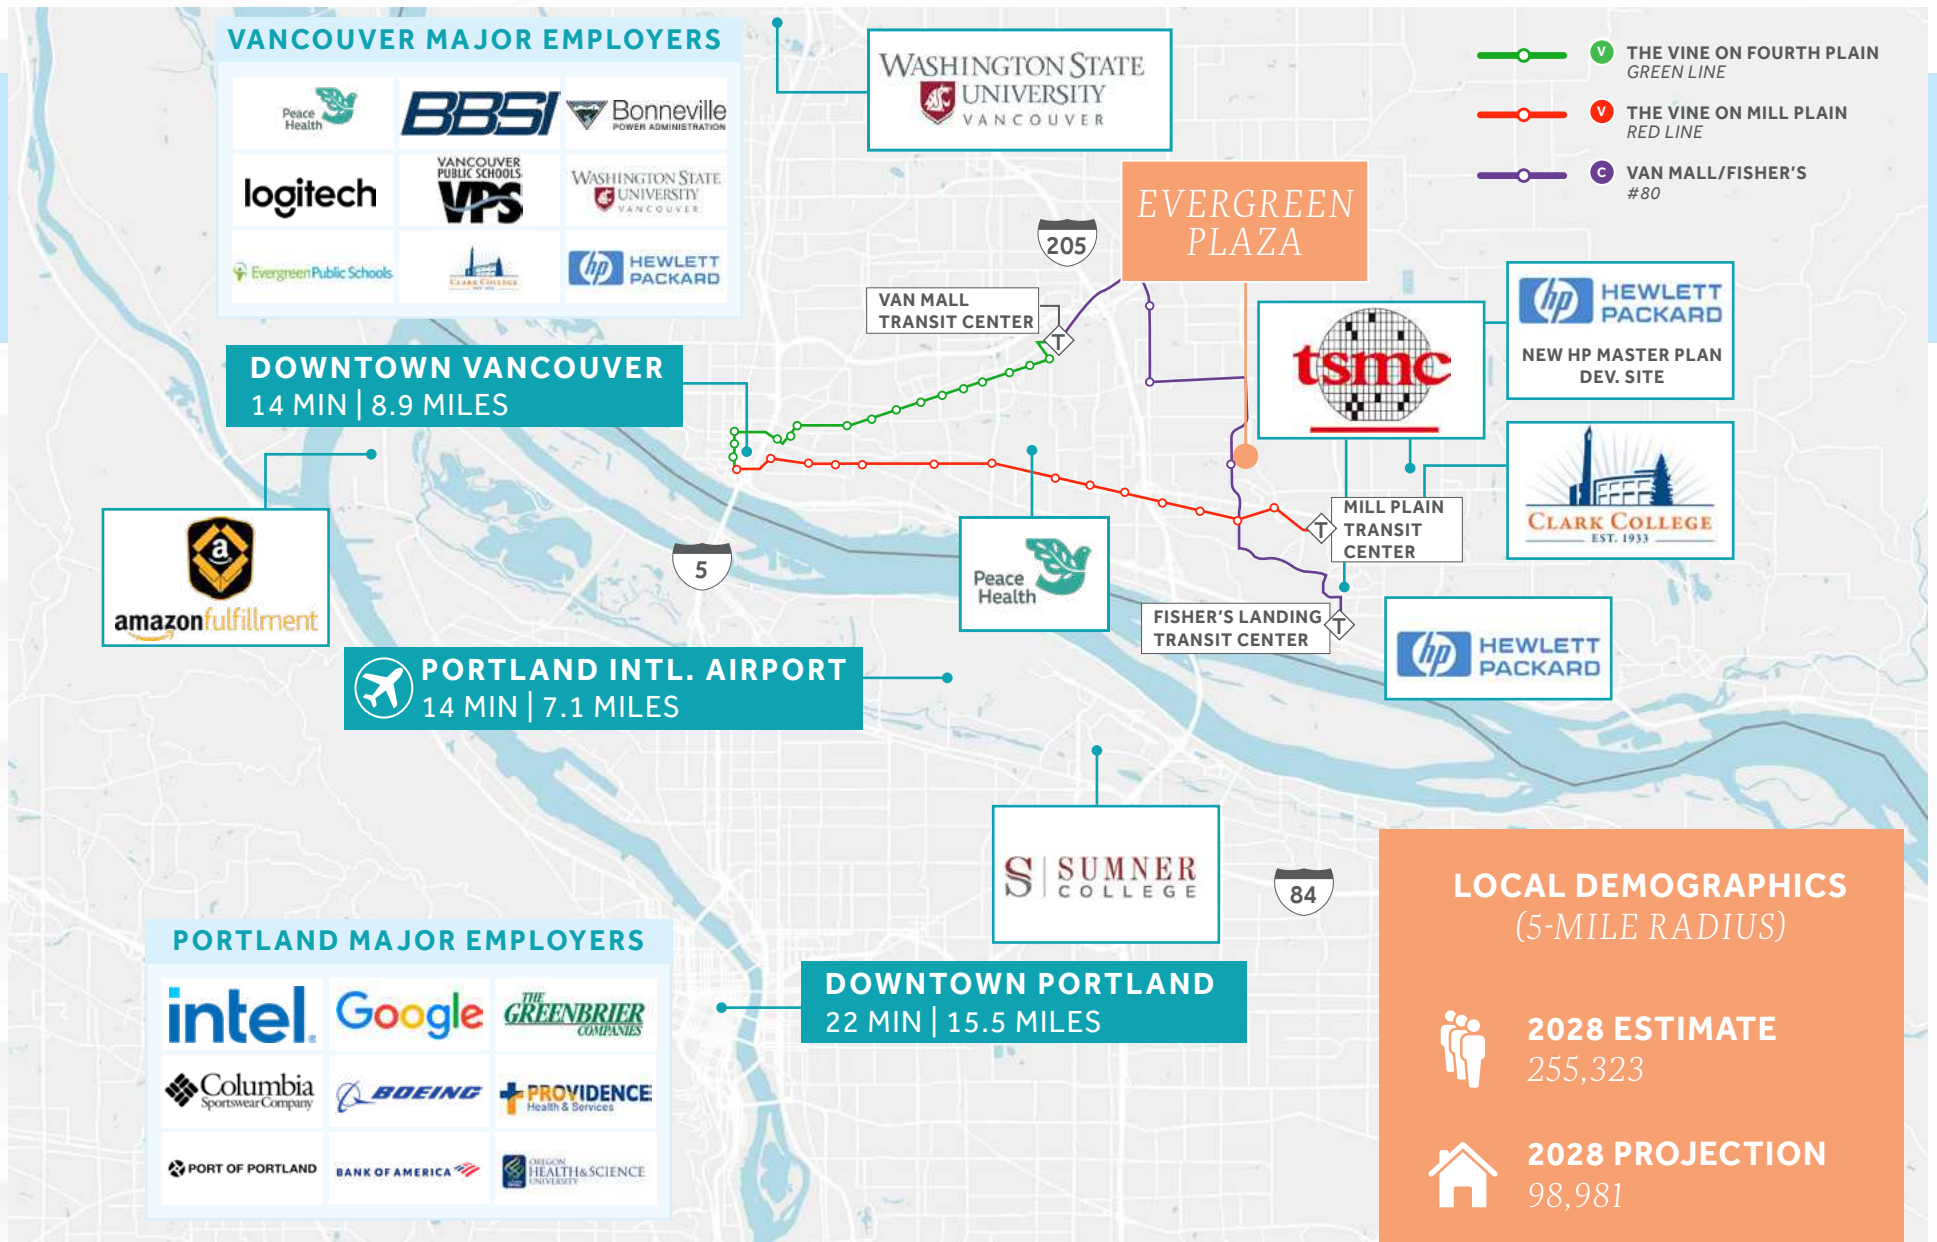 VANCOUVER MAJOR EMPLOYERS
Peace
Health
BBSI
Bonneville
POWER ADMINISTRATION
logitech
VANCOUVER
PUBLIC SCHOOLS
VPS
WASHINGTON STATE
UNIVERSITY
VANCOUVER
Evergreen Public Schools
CLARK COLLEGE
hp HEWLETT
PACKARD
WASHINGTON STATE
UNIVERSITY
VANCOUVER
V THE VINE ON FOURTH PLAIN
GREEN LINE
V THE VINE ON MILL PLAIN
RED LINE
C VAN MALL/FISHER'S
#80
EVERGREEN
PLAZA
205
VAN MALL
TRANSIT CENTER
T
tsmc
hp HEWLETT
PACKARD
NEW HP MASTER PLAN
DEV. SITE
DOWNTOWN VANCOUVER
14 MIN | 8.9 MILES
CLARK COLLEGE
EST. 1933
T
MILL PLAIN
TRANSIT
CENTER
a
amazonfulfillment
5
Peace
Health
FISHER'S LANDING
TRANSIT CENTER
T
hp HEWLETT
PACKARD
PORTLAND INTL. AIRPORT
14 MIN | 7.1 MILES
S | SUMNER
COLLEGE
84
PORTLAND MAJOR EMPLOYERS
intel.
Google
THE
GREENBRIER
COMPANIES
Columbia
Sportswear Company
BOEING
PROVIDENCE
Health & Services
PORT OF PORTLAND
BANK OF AMERICA
OREGON
HEALTH & SCIENCE
UNIVERSITY
DOWNTOWN PORTLAND
22 MIN | 15.5 MILES
LOCAL DEMOGRAPHICS
(5-MILE RADIUS)
2028 ESTIMATE
255,323
2028 PROJECTION
98,981